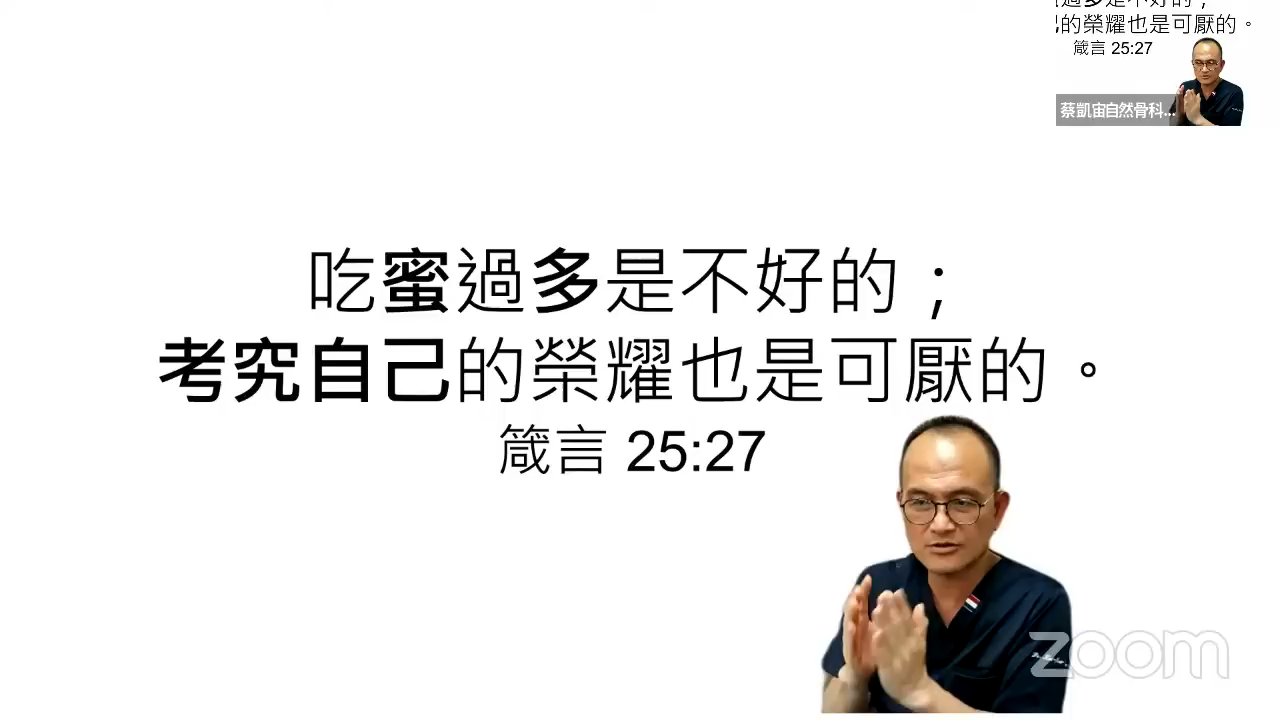 吃蜜過多是不好的；
考究自己的榮耀也是可厭的。
箴言 25:27
的榮耀也是可厭的。
箴言 25:27
蔡凱宙自然骨科...
zoom